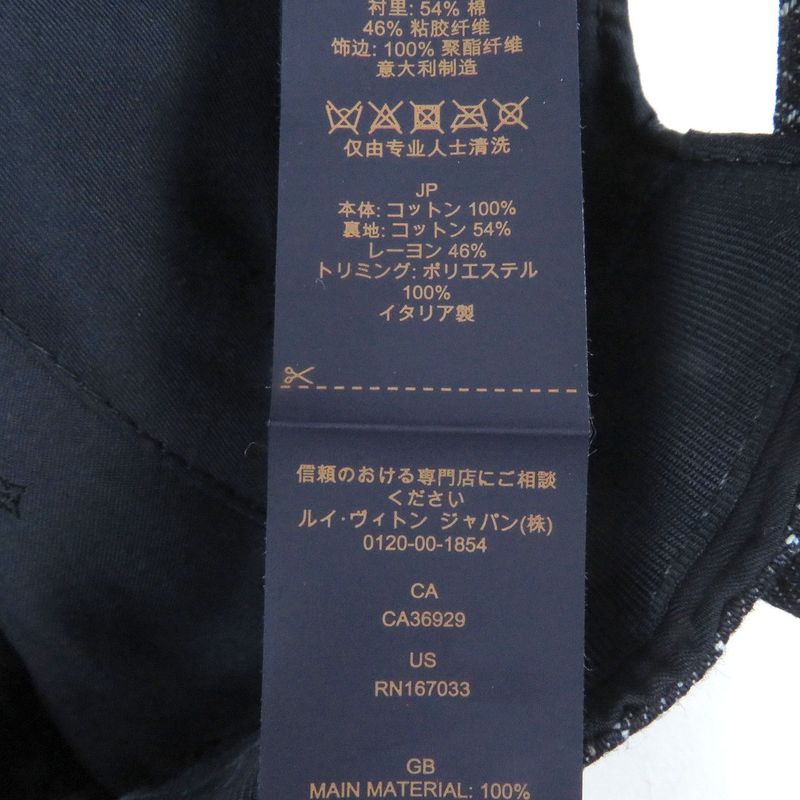 衬里: 54% 棉
46% 粘胶纤维
饰边: 100% 聚酯纤维
意大利制造
仅由专业人士清洗
JP
本体: コットン 100%
裏地: コットン 54%
レーヨン 46%
トリミング: ポリエステル
100%
イタリア製
信頼のおける専門店にご相談
ください
ルイ･ヴィトン ジャパン(株)
0120-00-1854
CA
CA36929
US
RN167033
GB
MAIN MATERIAL: 100%